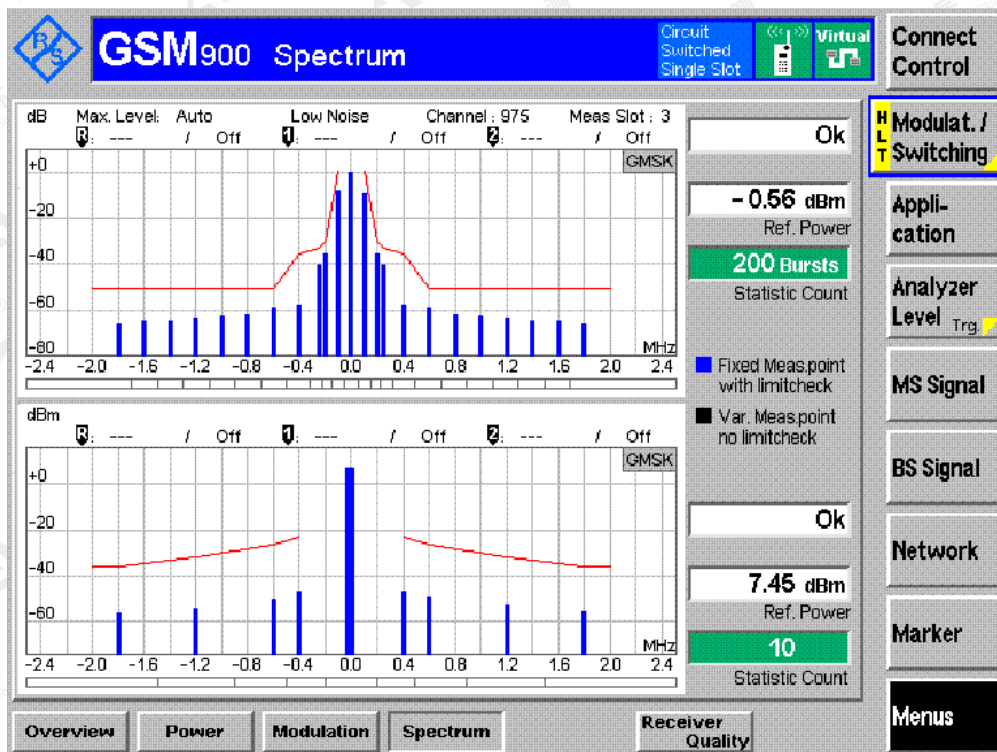 R S
GSM900 Spectrum
Circuit Switched Single Slot
Virtual
Connect Control
dB Max. Level: Auto Low Noise Channel : 975 Meas Slot : 3
R : --- / Off 1 : --- / Off 2 : --- / Off
GMSK
+0
-20
-40
-60
-80
MHz
-2.4 -2.0 -1.6 -1.2 -0.8 -0.4 0.0 0.4 0.8 1.2 1.6 2.0 2.4
Ok
- 0.56 dBm
Ref. Power
200 Bursts
Statistic Count
Fixed Meas.point
with limitcheck
Var. Meas.point
no limitcheck
dBm
R : --- / Off 1 : --- / Off 2 : --- / Off
GMSK
+0
-20
-40
-60
MHz
-2.4 -2.0 -1.6 -1.2 -0.8 -0.4 0.0 0.4 0.8 1.2 1.6 2.0 2.4
Ok
7.45 dBm
Ref. Power
10
Statistic Count
HLT
Modulat. /
Switching
Appli-
cation
Analyzer
Level Trg.
MS Signal
BS Signal
Network
Marker
Menus
Overview Power Modulation Spectrum Receiver Quality